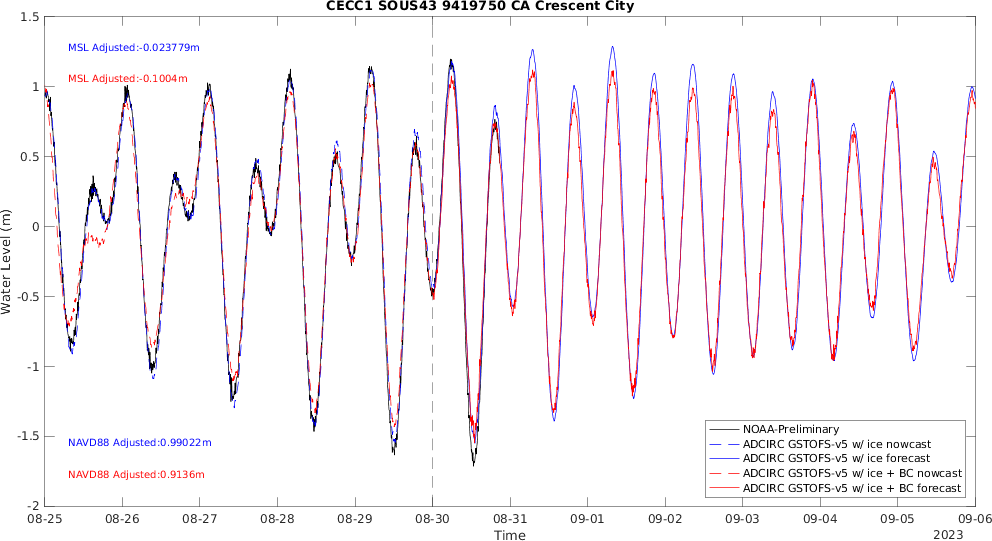 CECC1 SOUS43 9419750 CA Crescent City
1.5
1
0.5
0
-0.5
-1
-1.5
-2
Water Level (m)
MSL Adjusted:-0.023779m
MSL Adjusted:-0.1004m
NAVD88 Adjusted:0.99022m
NAVD88 Adjusted:0.9136m
NOAA-Preliminary
ADCIRC GSTOFS-v5 w/ ice nowcast
ADCIRC GSTOFS-v5 w/ ice forecast
ADCIRC GSTOFS-v5 w/ ice + BC nowcast
ADCIRC GSTOFS-v5 w/ ice + BC forecast
08-25 08-26 08-27 08-28 08-29 08-30 08-31 09-01 09-02 09-03 09-04 09-05 09-06
Time
2023